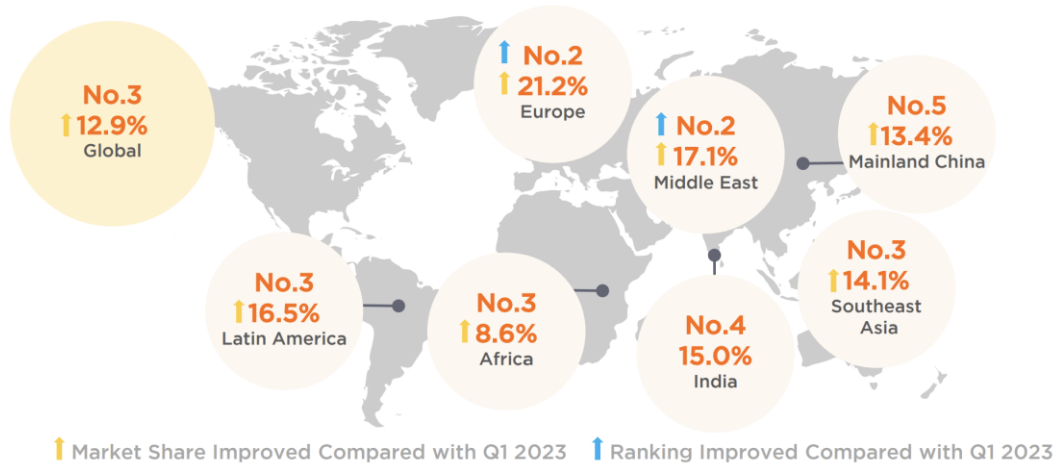 No.3
12.9%
Global
No.2
21.2%
Europe
No.2
17.1%
Middle East
No.5
13.4%
Mainland China
No.3
16.5%
Latin America
No.3
8.6%
Africa
No.4
15.0%
India
No.3
14.1%
Southeast
Asia
Market Share Improved Compared with Q1 2023
Ranking Improved Compared with Q1 2023